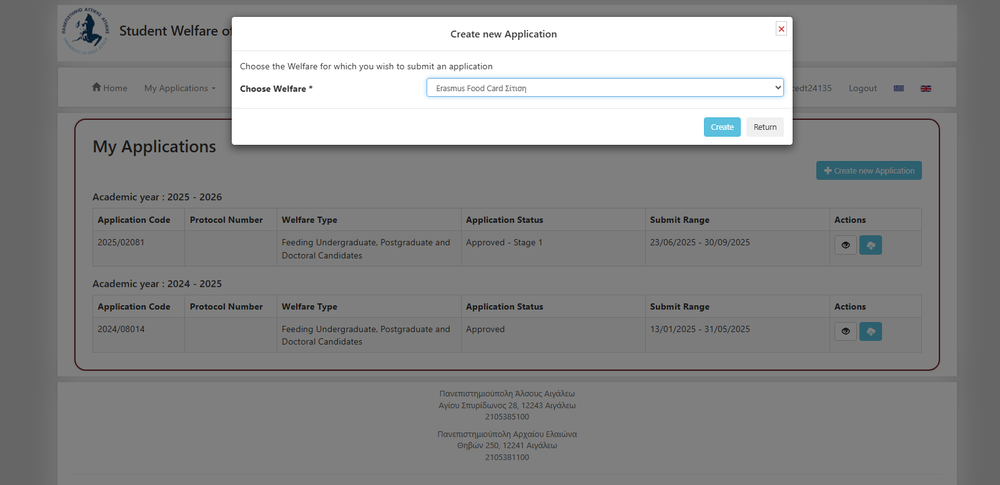 ΠΑΝΕΠΙΣΤΗΜΙΟ ΔΥΤΙΚΗΣ ΑΤΤΙΚΗΣ
UNIVERSITY OF WEST ATTICA
Student Welfare of
Create new Application
Choose the Welfare for which you wish to submit an application
Choose Welfare *
Erasmus Food Card Σίτιση
Create
Return
Home
My Applications
cedt24135
Logout
My Applications
Create new Application
Academic year : 2025 - 2026
Application Code Protocol Number Welfare Type Application Status Submit Range Actions
2025/02081 Feeding Undergraduate, Postgraduate and Approved - Stage 1 23/06/2025 - 30/09/2025
Doctoral Candidates
Academic year : 2024 - 2025
Application Code Protocol Number Welfare Type Application Status Submit Range Actions
2024/08014 Feeding Undergraduate, Postgraduate and Approved 13/01/2025 - 31/05/2025
Doctoral Candidates
Πανεπιστημιούπολη Άλσους Αιγάλεω
Αγίου Σπυρίδωνος 28, 12243 Αιγάλεω
2105385100
Πανεπιστημιούπολη Αρχαίου Ελαιώνα
Θηβών 250, 12241 Αιγάλεω
2105381100